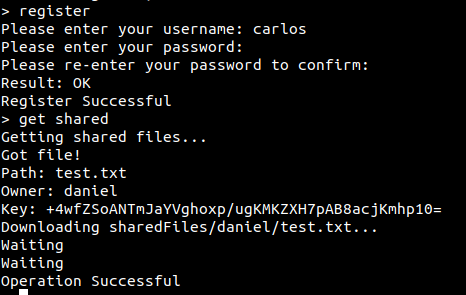 > register
Please enter your username: carlos
Please enter your password:
Please re-enter your password to confirm:
Result: OK
Register Successful
> get shared
Getting shared files...
Got file!
Path: test.txt
Owner: daniel
Key: +4wfZSoANTmJaYVghoxp/ugKMKZXH7pAB8acjKmhp10=
Downloading sharedFiles/daniel/test.txt...
Waiting
Waiting
Operation Successful